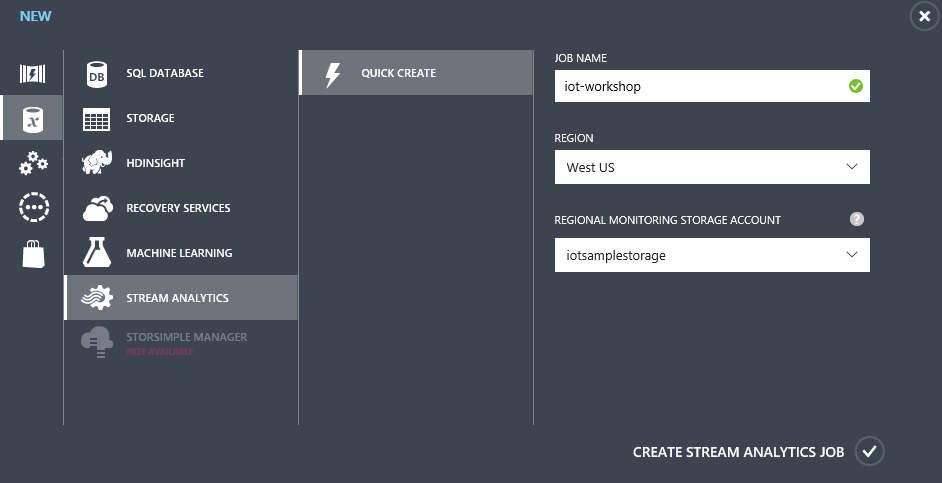 NEW
DB
SQL DATABASE
STORAGE
HDINSIGHT
RECOVERY SERVICES
MACHINE LEARNING
STREAM ANALYTICS
STORSIMPLE MANAGER
NOT AVAILABLE
x
QUICK CREATE
JOB NAME
iot-workshop
REGION
West US
REGIONAL MONITORING STORAGE ACCOUNT
?
iotsamplestorage
CREATE STREAM ANALYTICS JOB